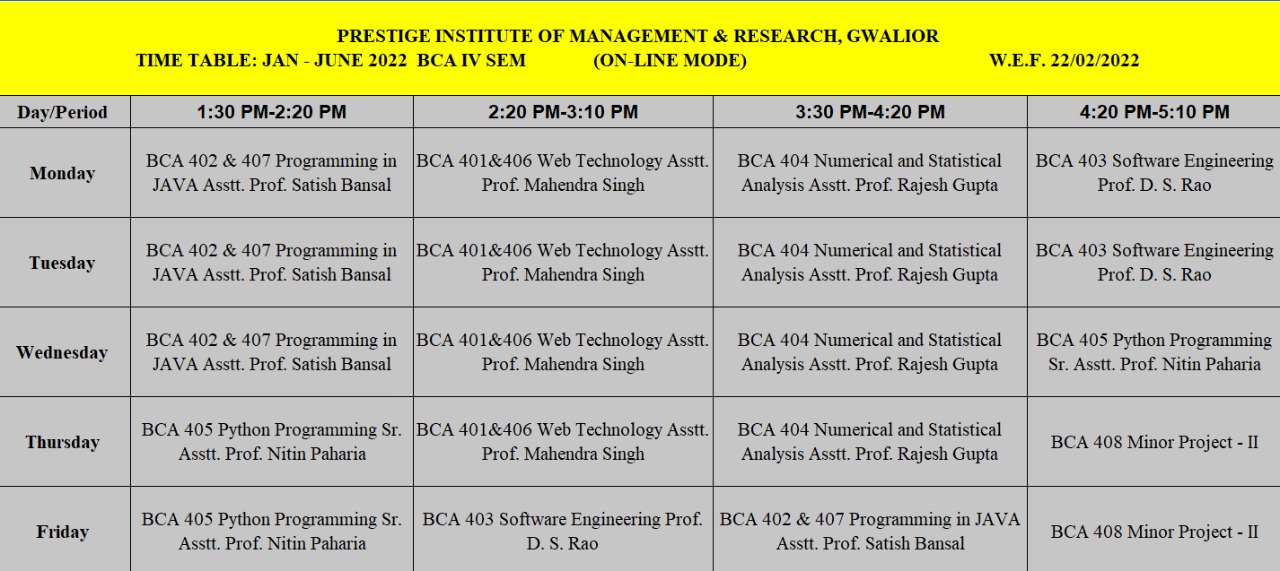 PRESTIGE INSTITUTE OF MANAGEMENT & RESEARCH, GWALIOR
TIME TABLE: JAN - JUNE 2022 BCA IV SEM (ON-LINE MODE) W.E.F. 22/02/2022
Day/Period 1:30 PM-2:20 PM 2:20 PM-3:10 PM 3:30 PM-4:20 PM 4:20 PM-5:10 PM
Monday
BCA 402 & 407 Programming in
JAVA Asstt. Prof. Satish Bansal
BCA 401&406 Web Technology Asstt.
Prof. Mahendra Singh
BCA 404 Numerical and Statistical
Analysis Asstt. Prof. Rajesh Gupta
BCA 403 Software Engineering
Prof. D. S. Rao
Tuesday
BCA 402 & 407 Programming in
JAVA Asstt. Prof. Satish Bansal
BCA 401&406 Web Technology Asstt.
Prof. Mahendra Singh
BCA 404 Numerical and Statistical
Analysis Asstt. Prof. Rajesh Gupta
BCA 403 Software Engineering
Prof. D. S. Rao
Wednesday
BCA 402 & 407 Programming in
JAVA Asstt. Prof. Satish Bansal
BCA 401&406 Web Technology Asstt.
Prof. Mahendra Singh
BCA 404 Numerical and Statistical
Analysis Asstt. Prof. Rajesh Gupta
BCA 405 Python Programming
Sr. Asstt. Prof. Nitin Paharia
Thursday
BCA 405 Python Programming Sr.
Asstt. Prof. Nitin Paharia
BCA 401&406 Web Technology Asstt.
Prof. Mahendra Singh
BCA 404 Numerical and Statistical
Analysis Asstt. Prof. Rajesh Gupta
BCA 408 Minor Project - II
Friday
BCA 405 Python Programming Sr.
Asstt. Prof. Nitin Paharia
BCA 403 Software Engineering Prof.
D. S. Rao
BCA 402 & 407 Programming in JAVA
Asstt. Prof. Satish Bansal
BCA 408 Minor Project - II